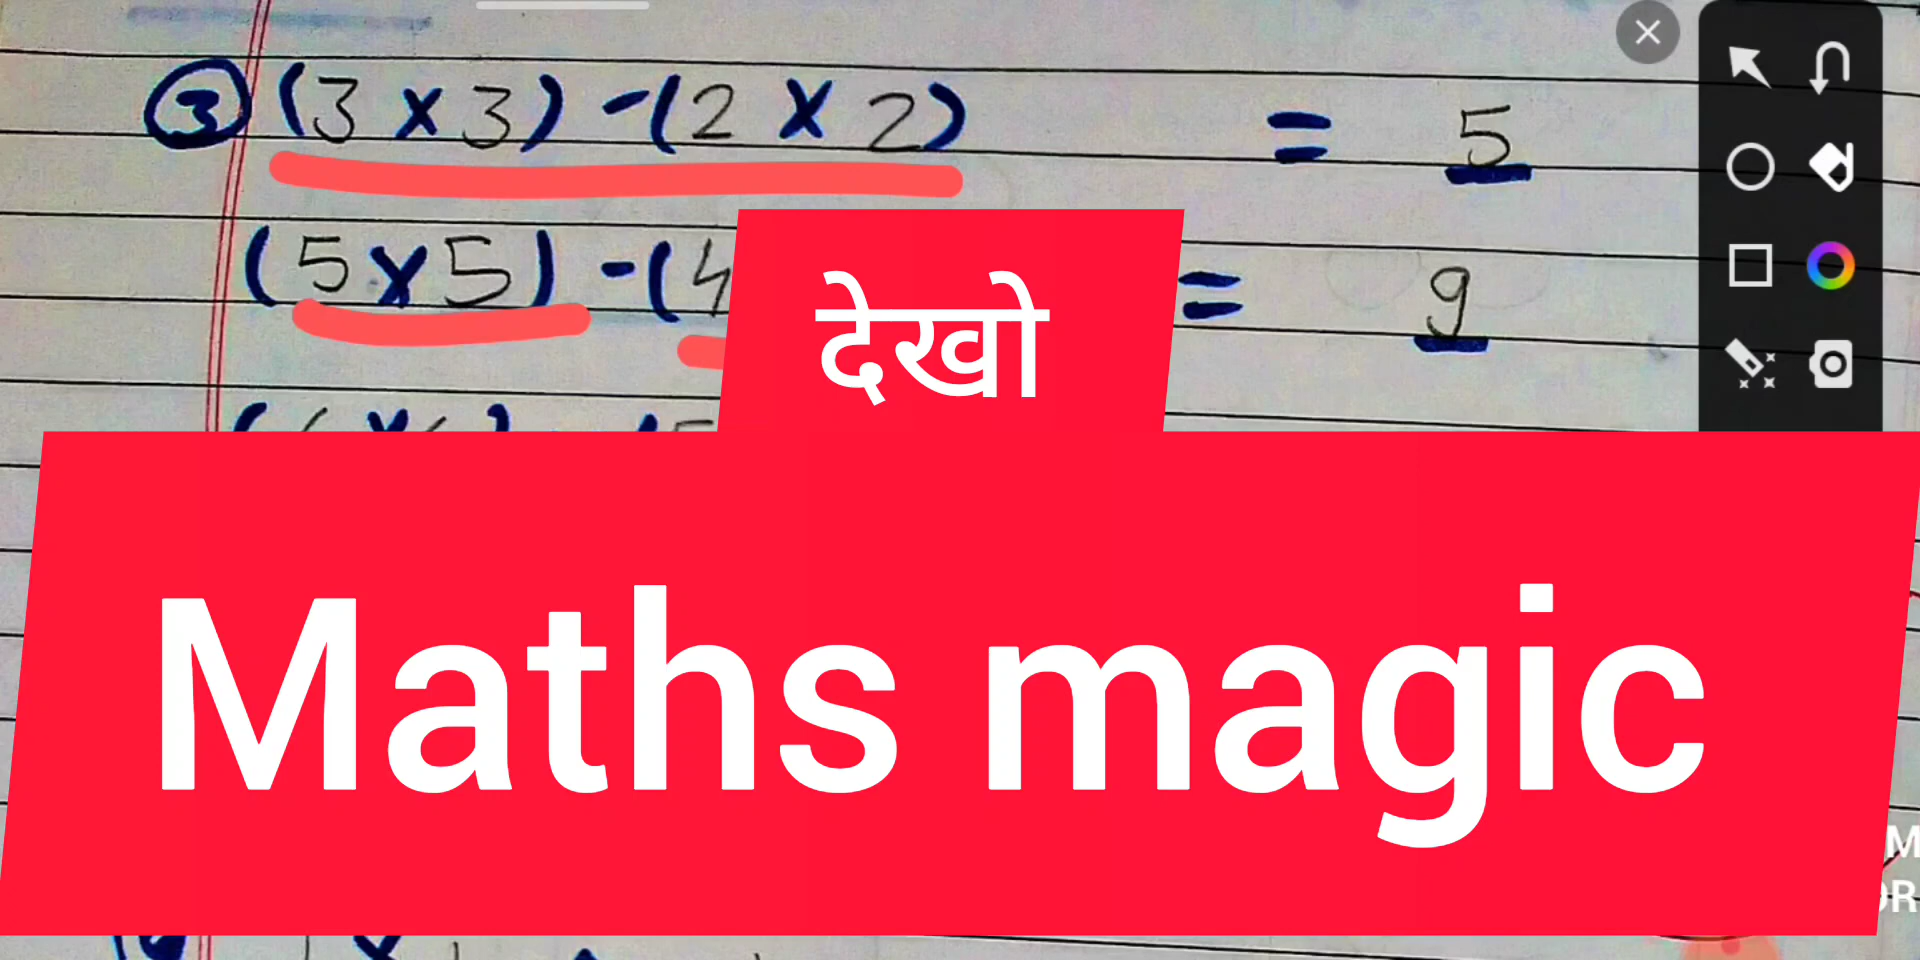 ③ (3 x 3) - (2 x 2) = 5
(5 x 5) - (4 = 9
देखो
Maths magic